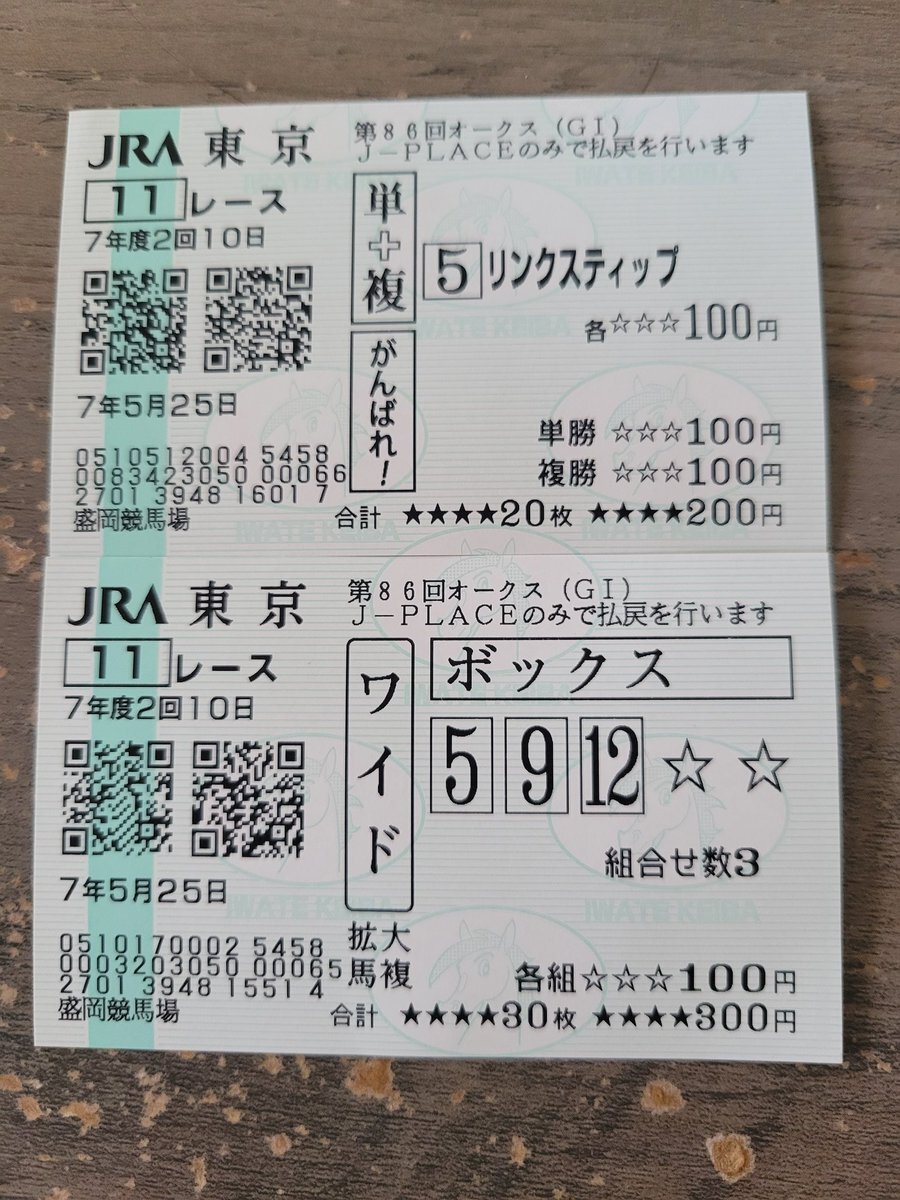 JRA 東京
第86回オークス（GI）
J－PLACEのみで払戻を行います
11レース
7年度2回10日
単＋複
がんばれ！
5 リンクスティップ
各☆☆☆100円
7年5月25日
単勝 ☆☆☆100円
複勝 ☆☆☆100円
0510512004 5458
0083423050 00066
2701 3948 1601 7
盛岡競馬場
合計 ★★★★20枚 ★★★★200円
JRA 東京
第86回オークス（GI）
J－PLACEのみで払戻を行います
11レース
7年度2回10日
ワイド
ボックス
5 9 12 ☆ ☆
組合せ数3
7年5月25日
拡大
馬複
0510170002 5458
0003203050 00065
2701 3948 1551 4
盛岡競馬場
各組☆☆☆100円
合計 ★★★★30枚 ★★★★300円
IWATE KEIBA